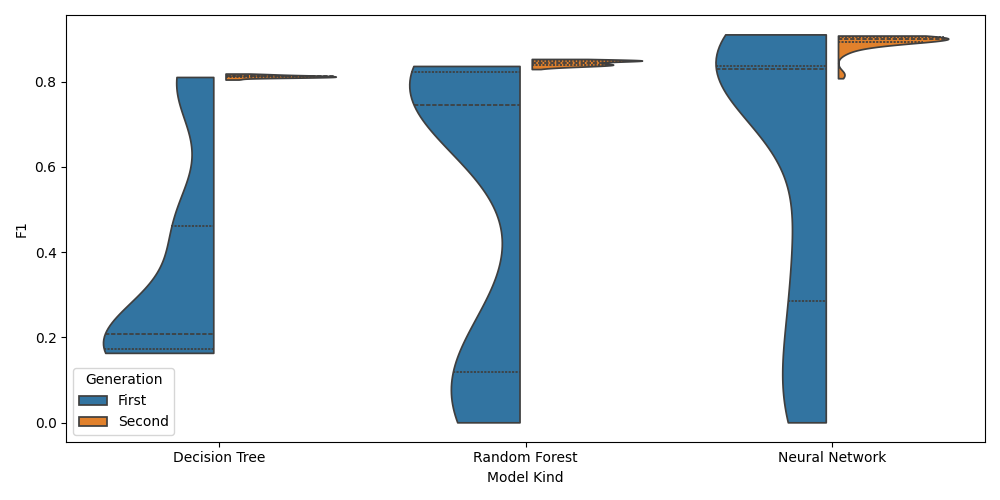 F1
0.8
0.6
0.4
0.2
0.0
Generation
First
Second
Decision Tree
Random Forest
Neural Network
Model Kind